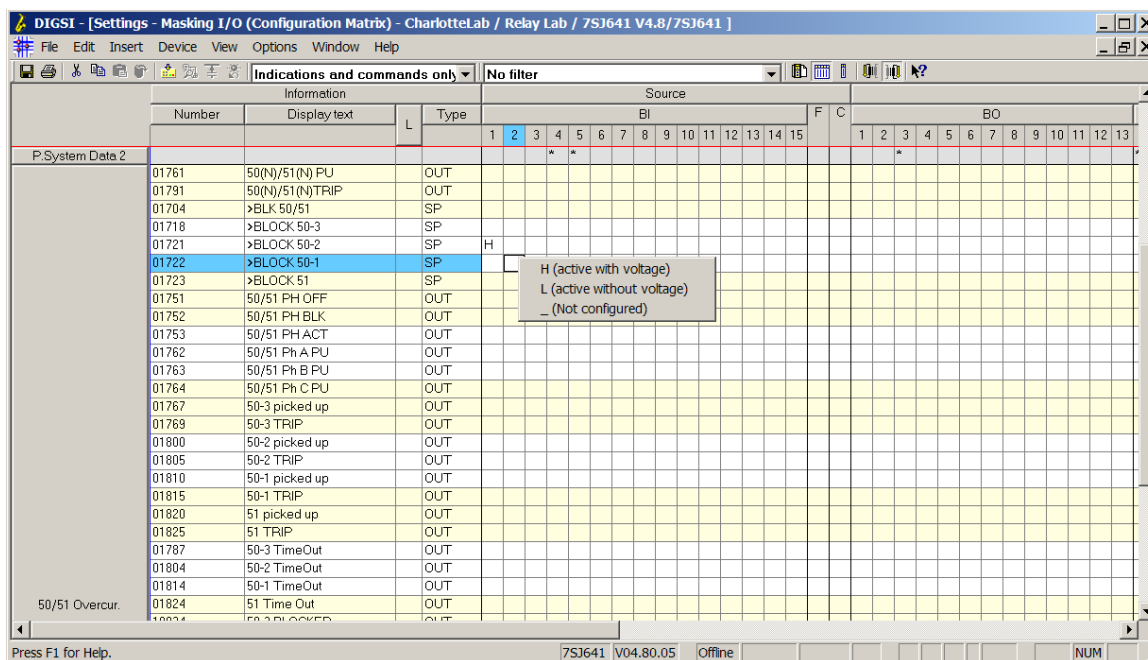 DIGSI - [Settings - Masking I/O (Configuration Matrix) - CharlotteLab / Relay Lab / 7SJ641 V4.8/7SJ641 ]
File Edit Insert Device View Options Window Help
Indications and commands only No filter
Information Source
Number Display text L Type BI F C BO
1 2 3 4 5 6 7 8 9 10 11 12 13 14 15 1 2 3 4 5 6 7 8 9 10 11 12 13
P.System Data 2 * * * *
01761 50(N)/51(N) PU OUT
01791 50(N)/51(N)TRIP OUT
01704 >BLK 50/51 SP
01718 >BLOCK 50-3 SP
01721 >BLOCK 50-2 SP H
01722 >BLOCK 50-1 SP
H (active with voltage)
01723 >BLOCK 51 SP
L (active without voltage)
01751 50/51 PH OFF OUT
_ (Not configured)
01752 50/51 PH BLK OUT
01753 50/51 PH ACT OUT
01762 50/51 Ph A PU OUT
01763 50/51 Ph B PU OUT
01764 50/51 Ph C PU OUT
01767 50-3 picked up OUT
01769 50-3 TRIP OUT
01800 50-2 picked up OUT
01805 50-2 TRIP OUT
01810 50-1 picked up OUT
01815 50-1 TRIP OUT
01820 51 picked up OUT
01825 51 TRIP OUT
01787 50-3 TimeOut OUT
01804 50-2 TimeOut OUT
01814 50-1 TimeOut OUT
50/51 Overcur. 01824 51 Time Out OUT
Press F1 for Help. 7SJ641 V04.80.05 Offline NUM